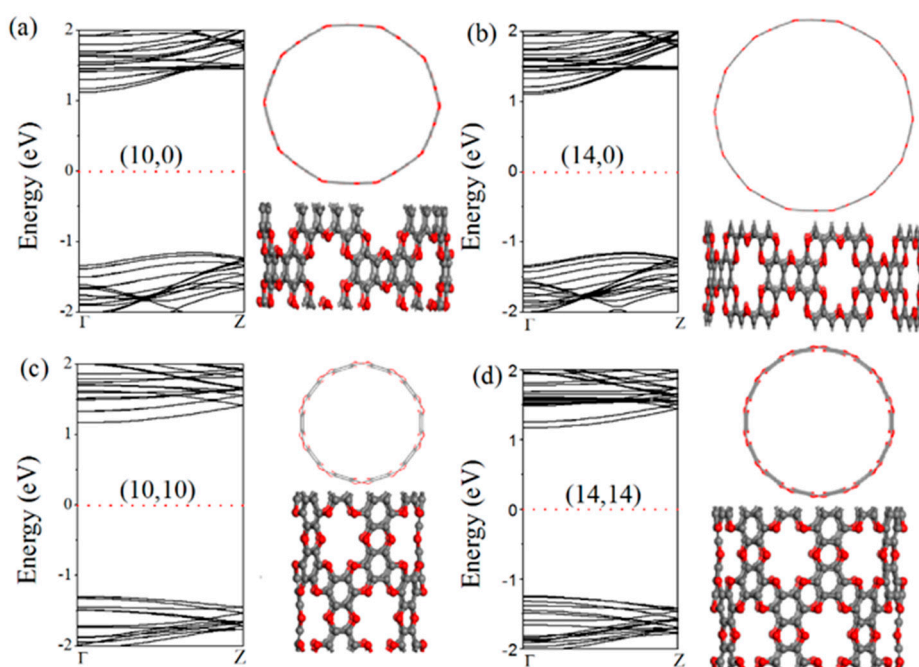 (a)
2
1
0
-1
-2
Energy (eV)
(10,0)
Γ
Z
(b)
2
1
0
-1
-2
Energy (eV)
(14,0)
Γ
Z
(c)
2
1
0
-1
-2
Energy (eV)
(10,10)
Γ
Z
(d)
2
1
0
-1
-2
Energy (eV)
(14,14)
Γ
Z